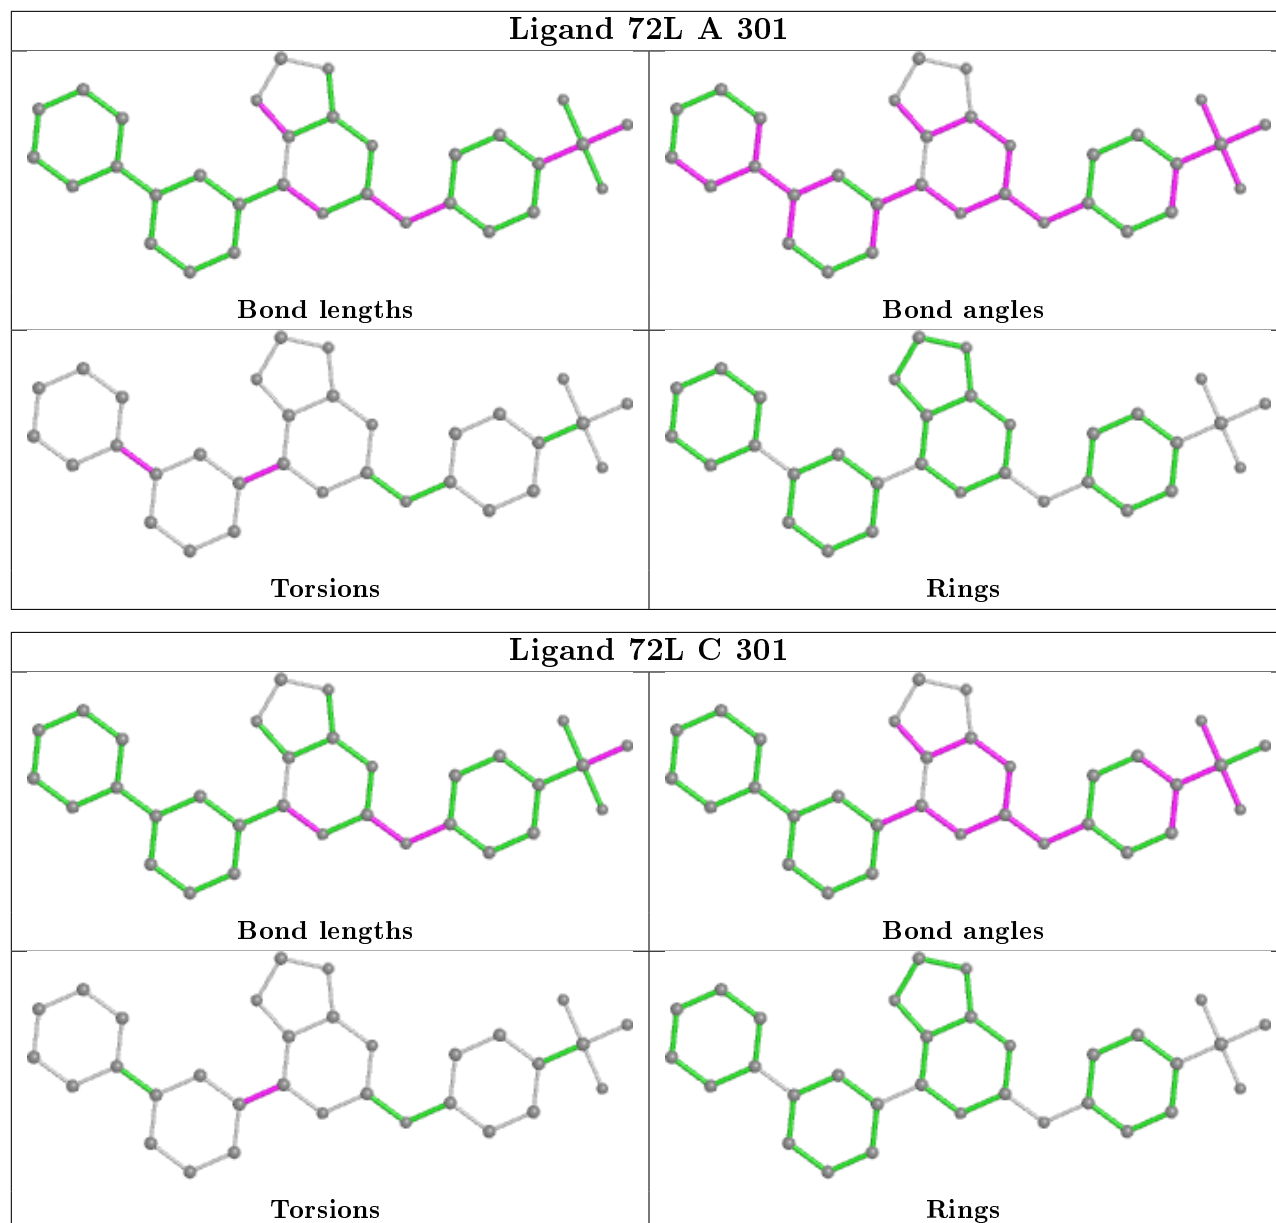 Ligand 72L A 301
Bond lengths
Bond angles
Torsions
Rings
Ligand 72L C 301
Bond lengths
Bond angles
Torsions
Rings